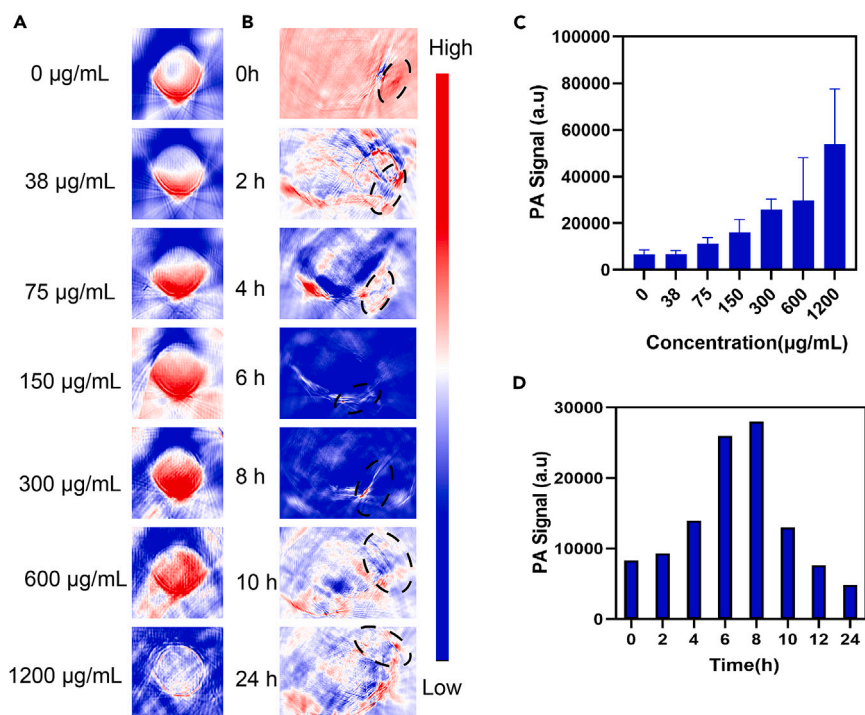 A
0 µg/mL
38 µg/mL
75 µg/mL
150 µg/mL
300 µg/mL
600 µg/mL
1200 µg/mL
B
0h
2 h
4 h
6 h
8 h
10 h
24 h
High
Low
C
PA Signal (a.u)
100000
80000
60000
40000
20000
0
0 38 75 150 300 600 1200
Concentration(µg/mL)
D
PA Signal (a.u)
30000
20000
10000
0
0 2 4 6 8 10 12 24
Time(h)